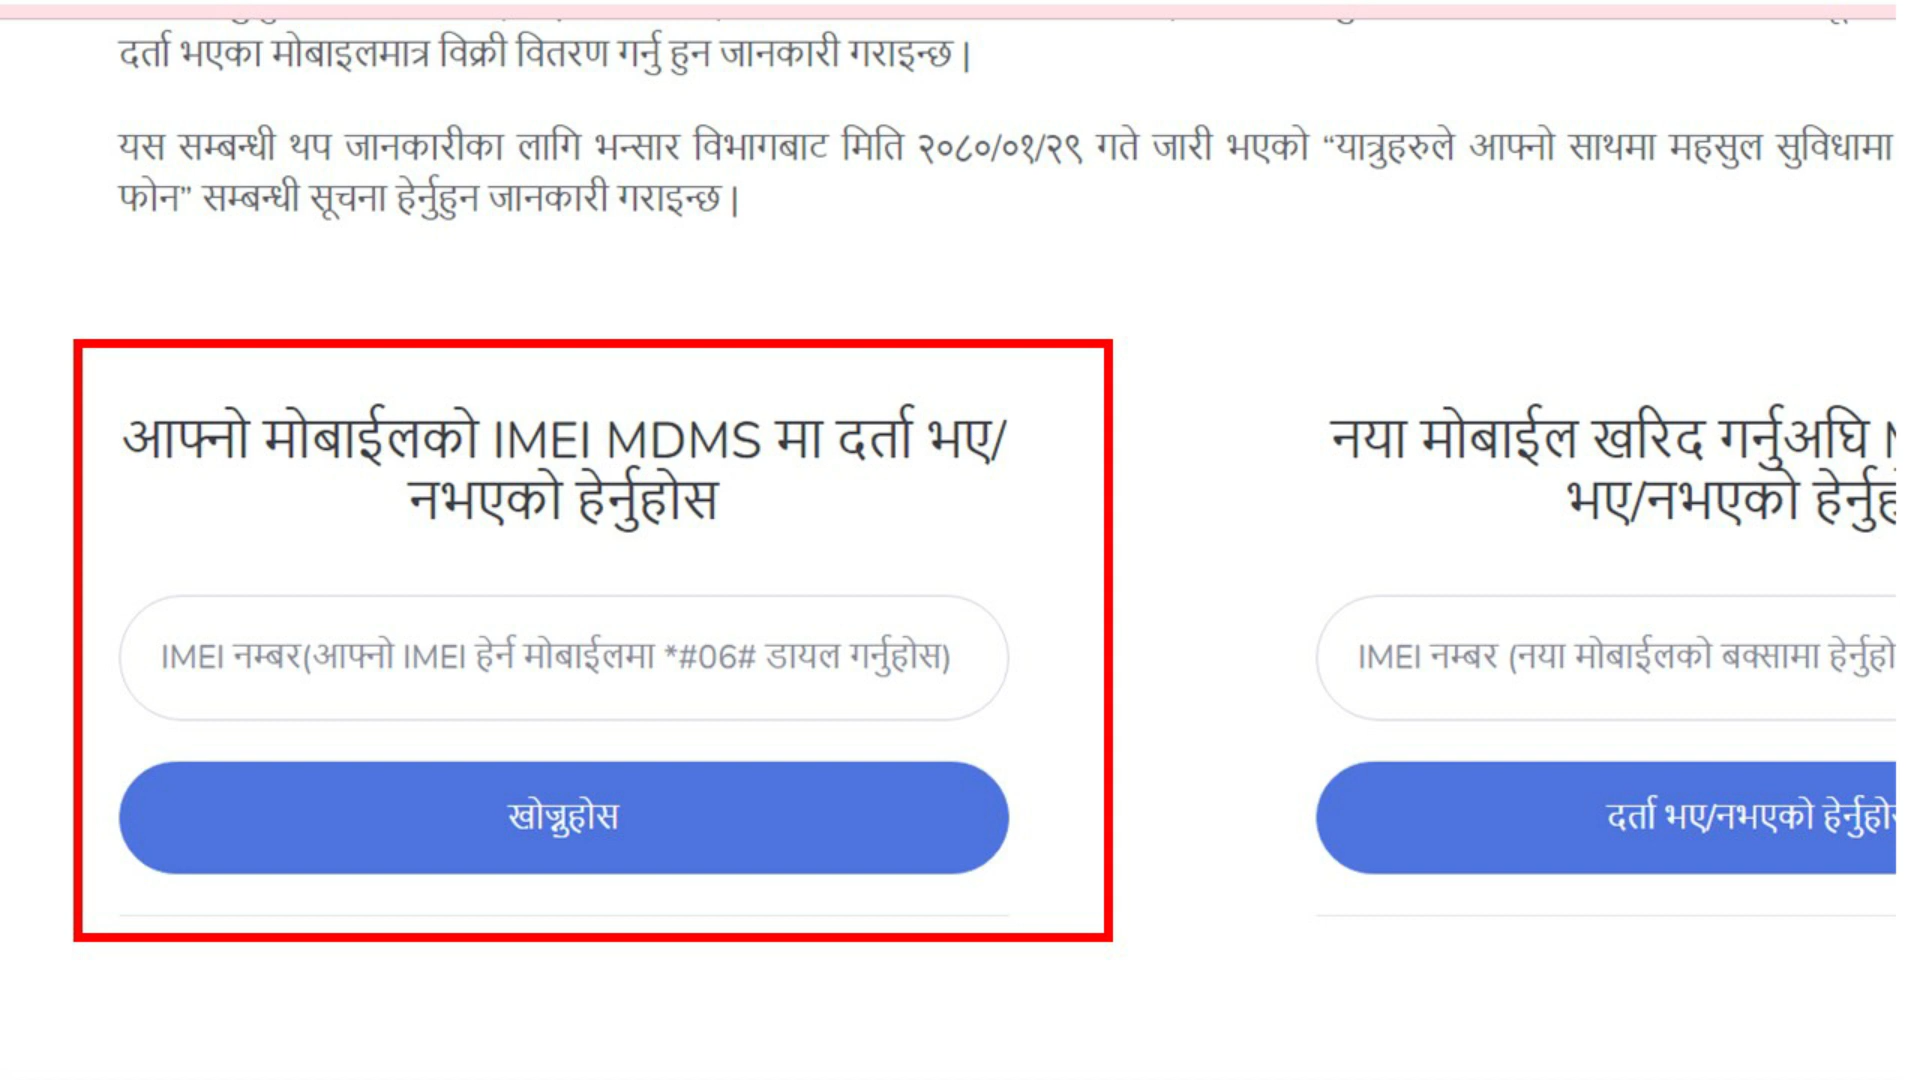 दर्ता भएका मोबाइलमात्र विक्री वितरण गर्नु हुन जानकारी गराइन्छ |
यस सम्बन्धी थप जानकारीका लागि भन्सार विभागबाट मिति २०८०/०१/२९ गते जारी भएको “यात्रुहरुले आफ्नो साथमा महसुल सुविधामा
फोन” सम्बन्धी सूचना हेर्नुहुन जानकारी गराइन्छ |
आफ्नो मोबाईलको IMEI MDMS मा दर्ता भए/
नभएको हेर्नुहोस
IMEI नम्बर(आफ्नो IMEI हेर्न मोबाईलमा *#06# डायल गर्नुहोस)
खोज्नुहोस
नया मोबाईल खरिद गर्नुअघि
भए/नभएको
IMEI नम्बर (नया मोबाईलको बक्सामा
दर्ता भए/नभएको